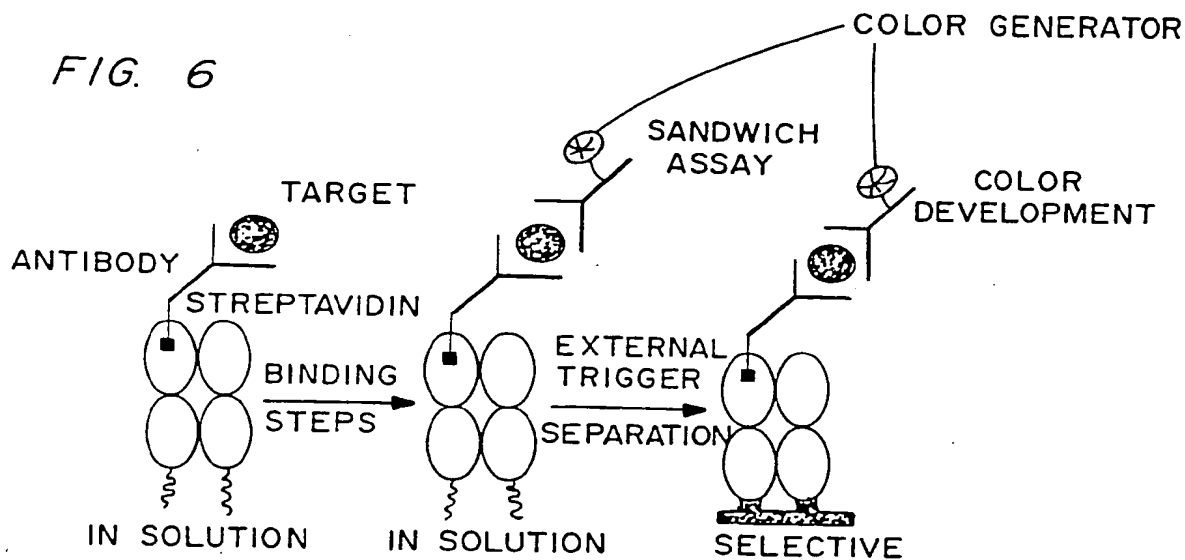 FIG. 6
COLOR GENERATOR
SANDWICH
ASSAY
TARGET
COLOR
DEVELOPMENT
ANTIBODY
STREPTAVIDIN
BINDING
STEPS
EXTERNAL
TRIGGER
SEPARATION
IN SOLUTION
IN SOLUTION
SELECTIVE